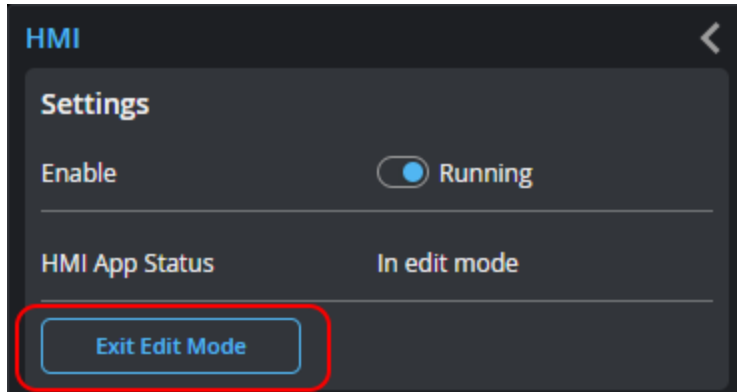 HMI
Settings
Enable Running
HMI App Status In edit mode
Exit Edit Mode